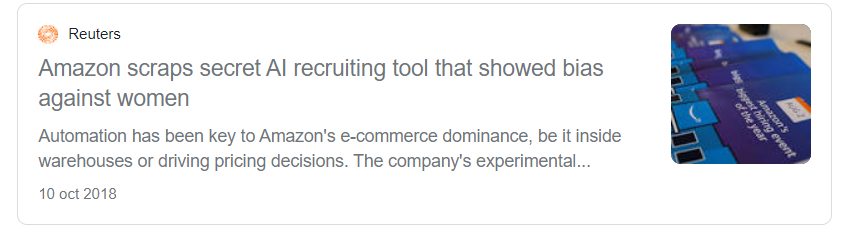 Reuters
Amazon scraps secret AI recruiting tool that showed bias
against women
Automation has been key to Amazon's e-commerce dominance, be it inside
warehouses or driving pricing decisions. The company's experimental...
10 oct 2018
Amazon's
biggest hiring event
of the year